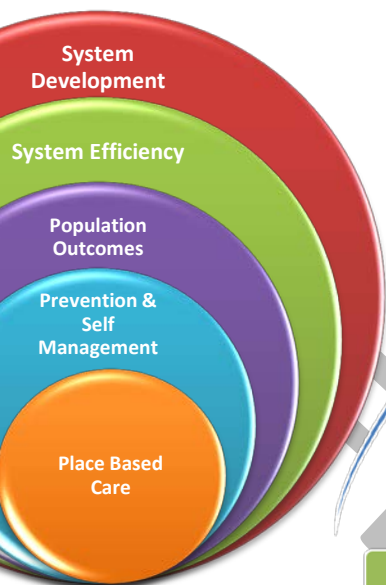 System
Development
System Efficiency
Population
Outcomes
Prevention &
Self
Management
Place Based
Care